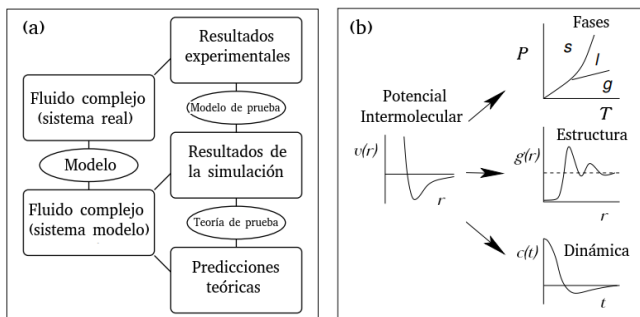 (a)
Resultados
experimentales
Modelo de prueba
Fluido complejo
(sistema real)
Modelo
Resultados de
la simulación
Fluido complejo
(sistema modelo)
Teoría de prueba
Predicciones
teóricas
(b)
Fases
P
s
l
g
T
Potencial
Intermolecular
v(r)
r
Estructura
g(r)
r
Dinámica
c(t)
t